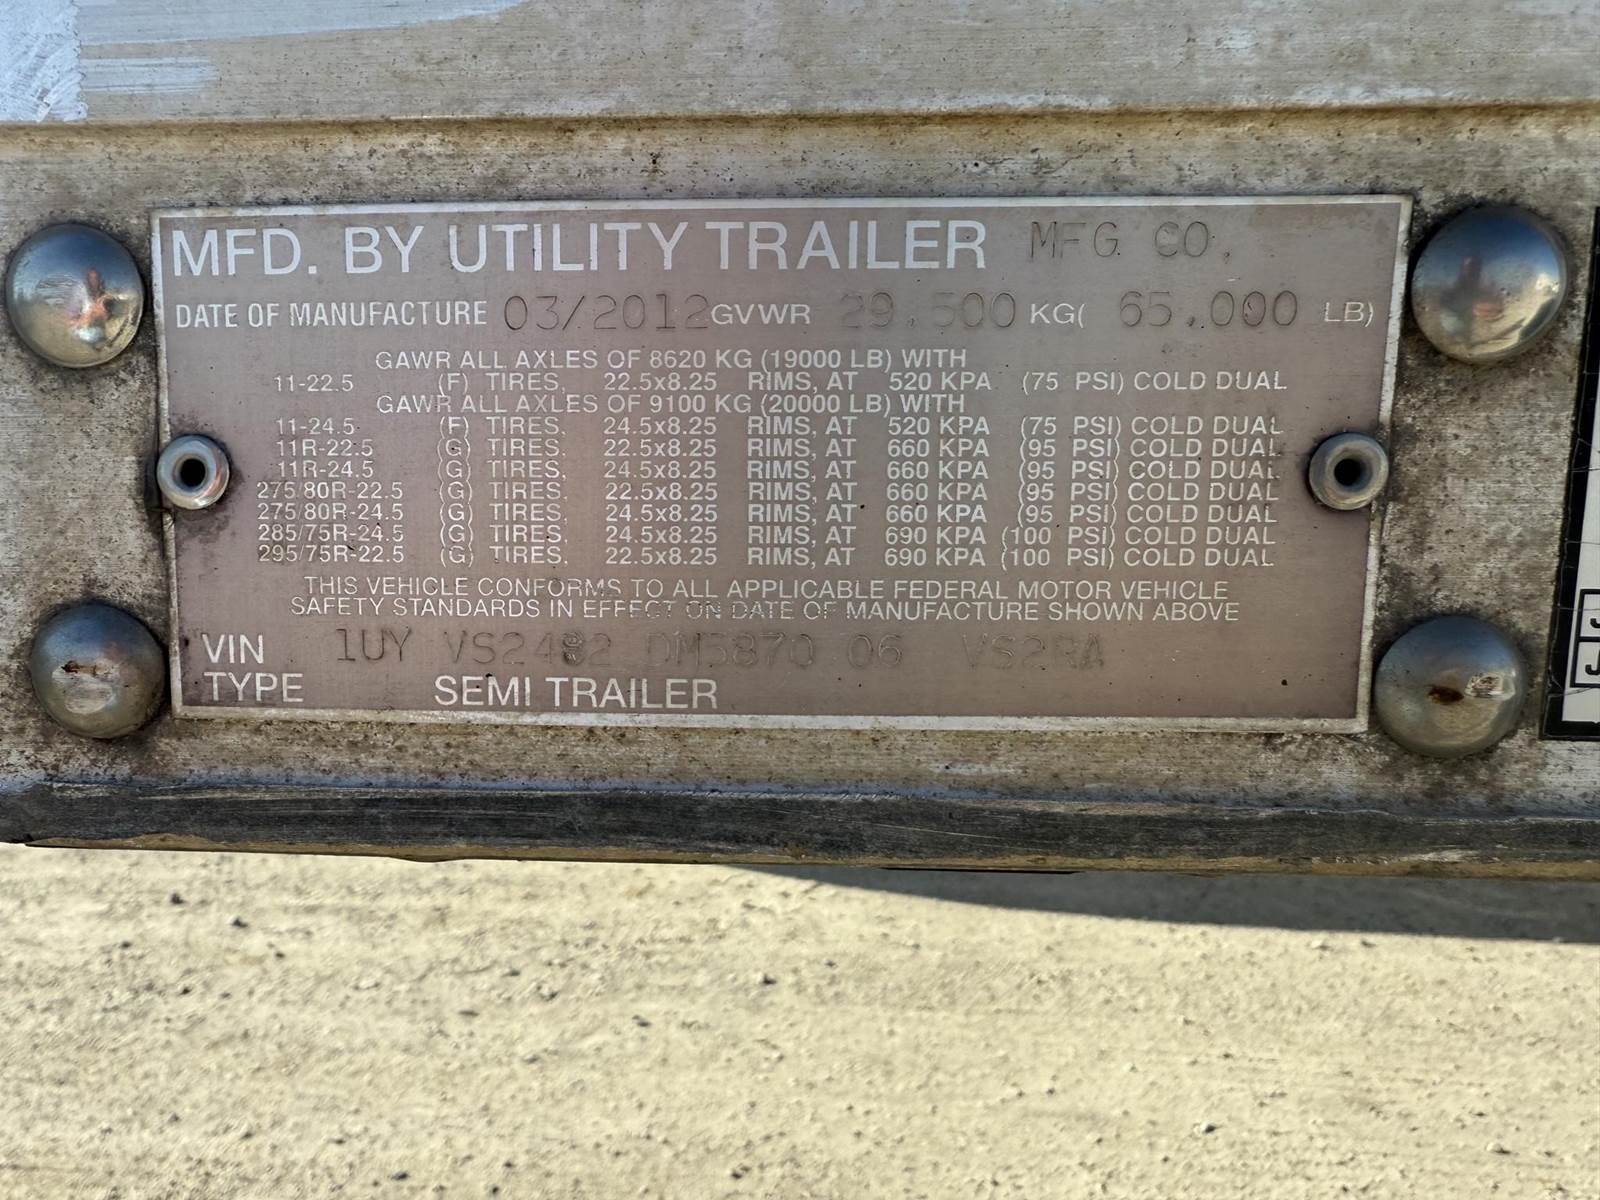 MFD. BY UTILITY TRAILER MFG CO.
DATE OF MANUFACTURE 03/2012 GVWR 29,500 KG( 65,000 LB)
GAWR ALL AXLES OF 8620 KG (19000 LB) WITH
11-22.5 (F) TIRES, 22.5x8.25 RIMS, AT 520 KPA (75 PSI) COLD DUAL
GAWR ALL AXLES OF 9100 KG (20000 LB) WITH
11-24.5 (F) TIRES, 24.5x8.25 RIMS, AT 520 KPA (75 PSI) COLD DUAL
11R-22.5 (G) TIRES, 22.5x8.25 RIMS, AT 660 KPA (95 PSI) COLD DUAL
11R-24.5 (G) TIRES, 24.5x8.25 RIMS, AT 660 KPA (95 PSI) COLD DUAL
275/80R-22.5 (G) TIRES, 22.5x8.25 RIMS, AT 660 KPA (95 PSI) COLD DUAL
275/80R-24.5 (G) TIRES, 24.5x8.25 RIMS, AT 660 KPA (95 PSI) COLD DUAL
285/75R-24.5 (G) TIRES, 24.5x8.25 RIMS, AT 690 KPA (100 PSI) COLD DUAL
295/75R-22.5 (G) TIRES, 22.5x8.25 RIMS, AT 690 KPA (100 PSI) COLD DUAL
THIS VEHICLE CONFORMS TO ALL APPLICABLE FEDERAL MOTOR VEHICLE
SAFETY STANDARDS IN EFFECT ON DATE OF MANUFACTURE SHOWN ABOVE
VIN 1UY DM5870 06 VS2RA
TYPE SEMI TRAILER